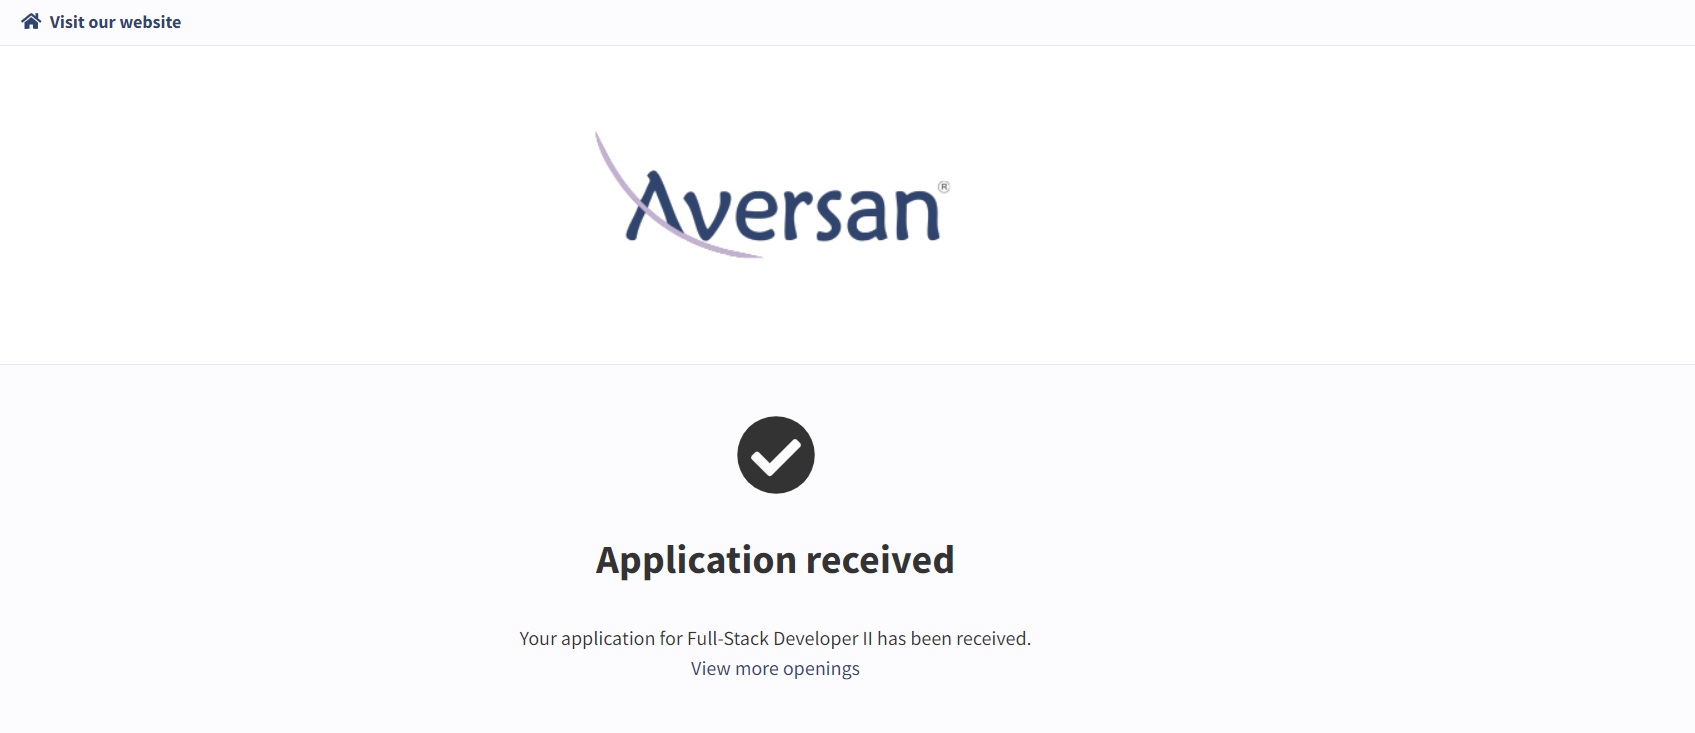 Visit our website
Aversan®
Application received
Your application for Full-Stack Developer II has been received.
View more openings